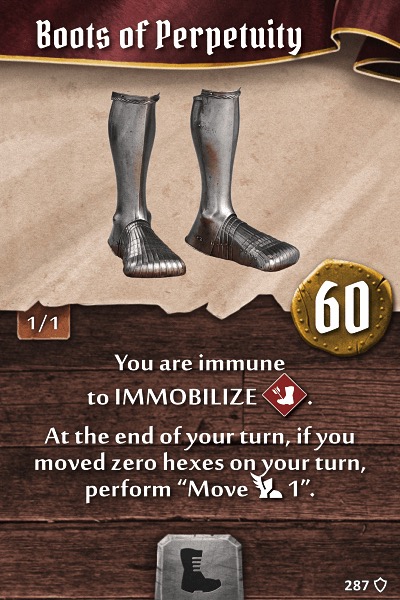 Boots of Perpetuity
60
1/1
You are immune
to IMMOBILIZE .
At the end of your turn, if you
moved zero hexes on your turn,
perform “Move 1”.
287